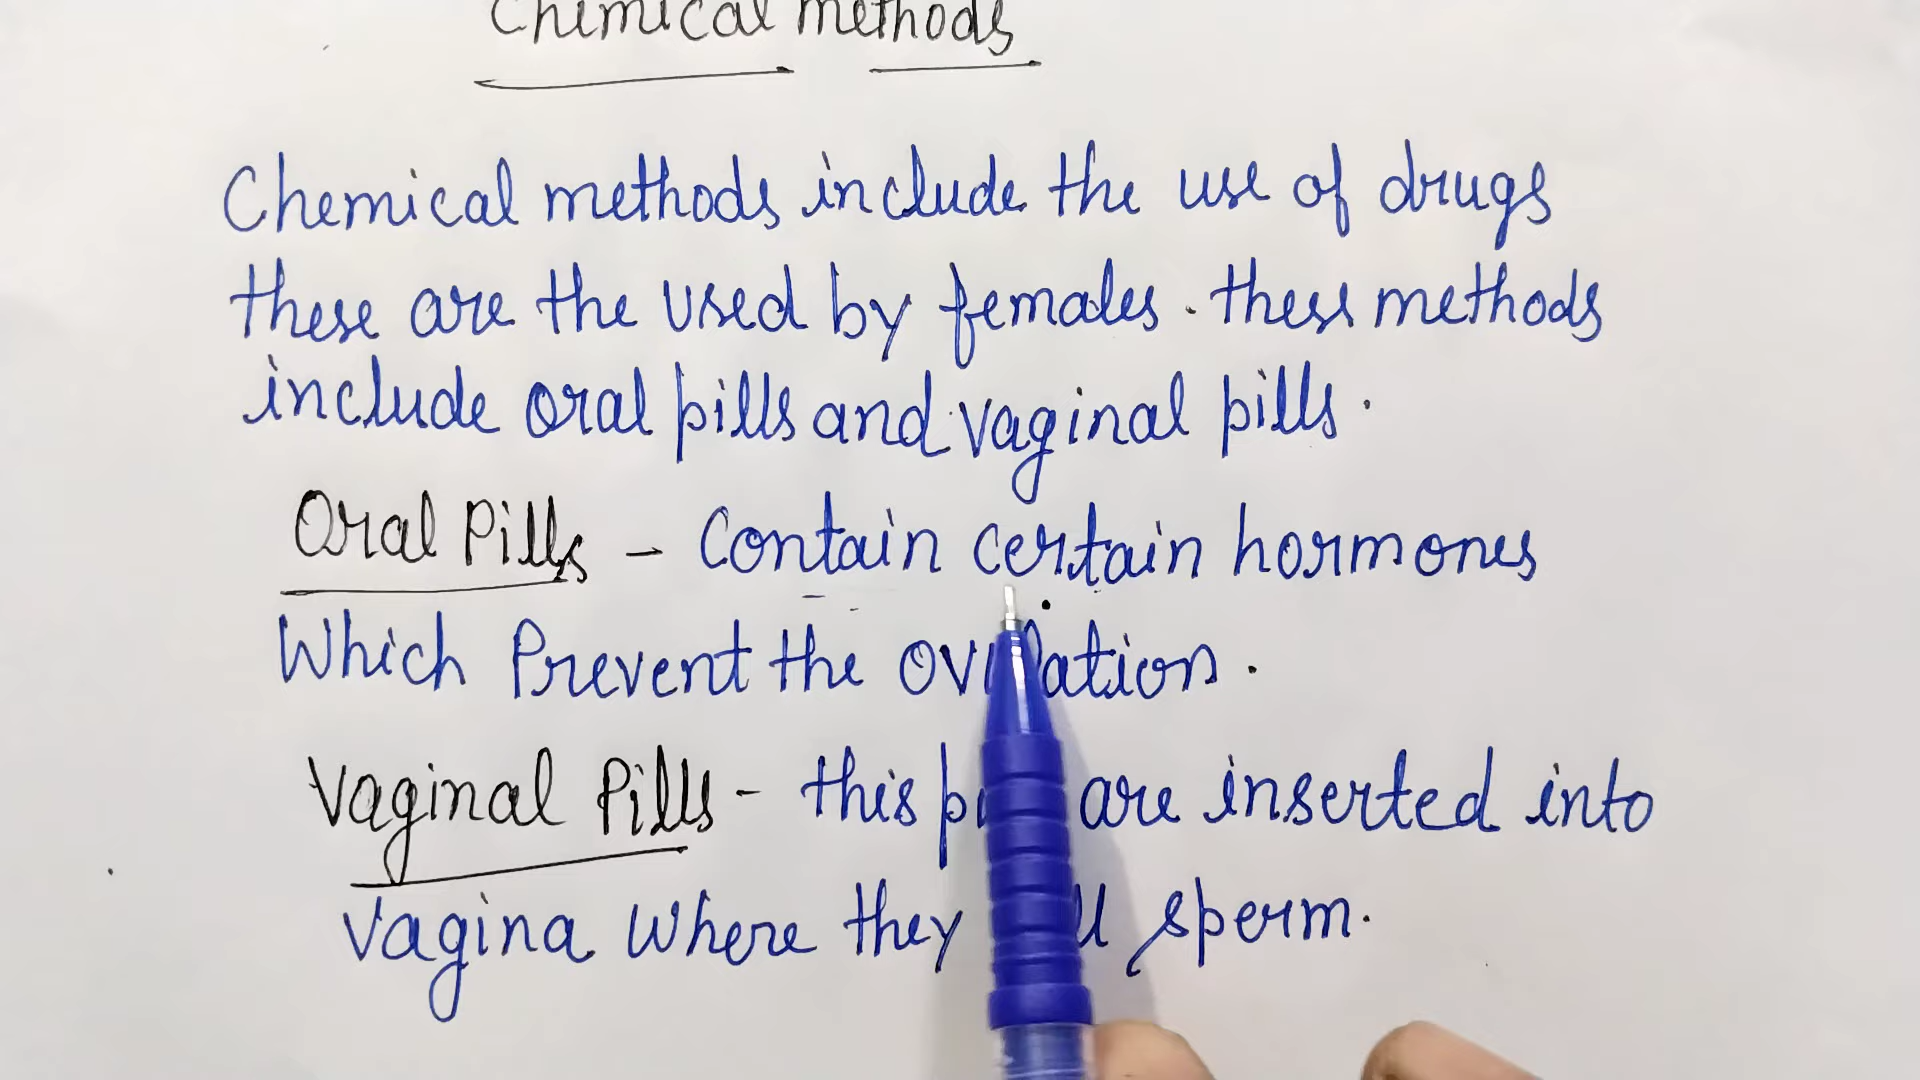 Chemical methods
Chemical methods include the use of drugs
these are the used by females. these methods
include oral pills and vaginal pills.
Oral Pills - Contain certain hormones
Which Prevent the ovulation.
Vaginal Pills - this are inserted into
Vagina Where they sperm.